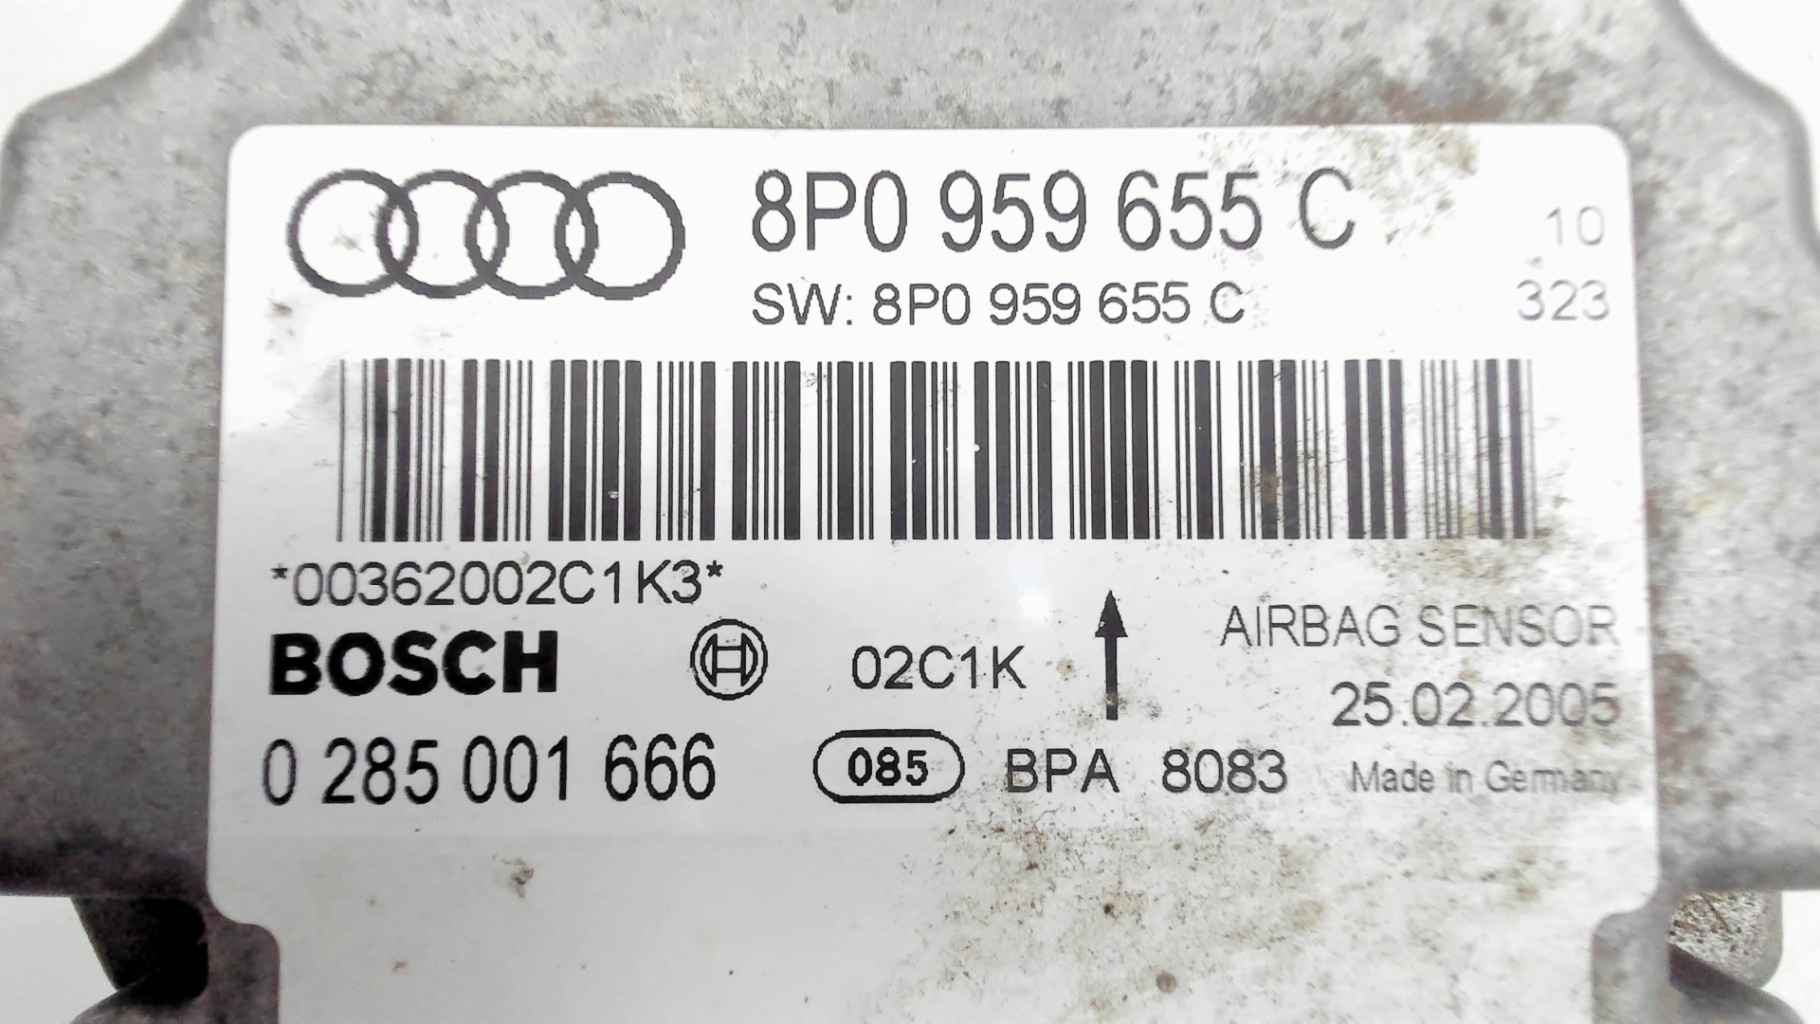 8P0 959 655 C
10
SW: 8P0 959 655 C
323
*00362002C1K3*
AIRBAG SENSOR
BOSCH
02C1K
25.02.2005
0 285 001 666
085
BPA 8083
Made in Germany